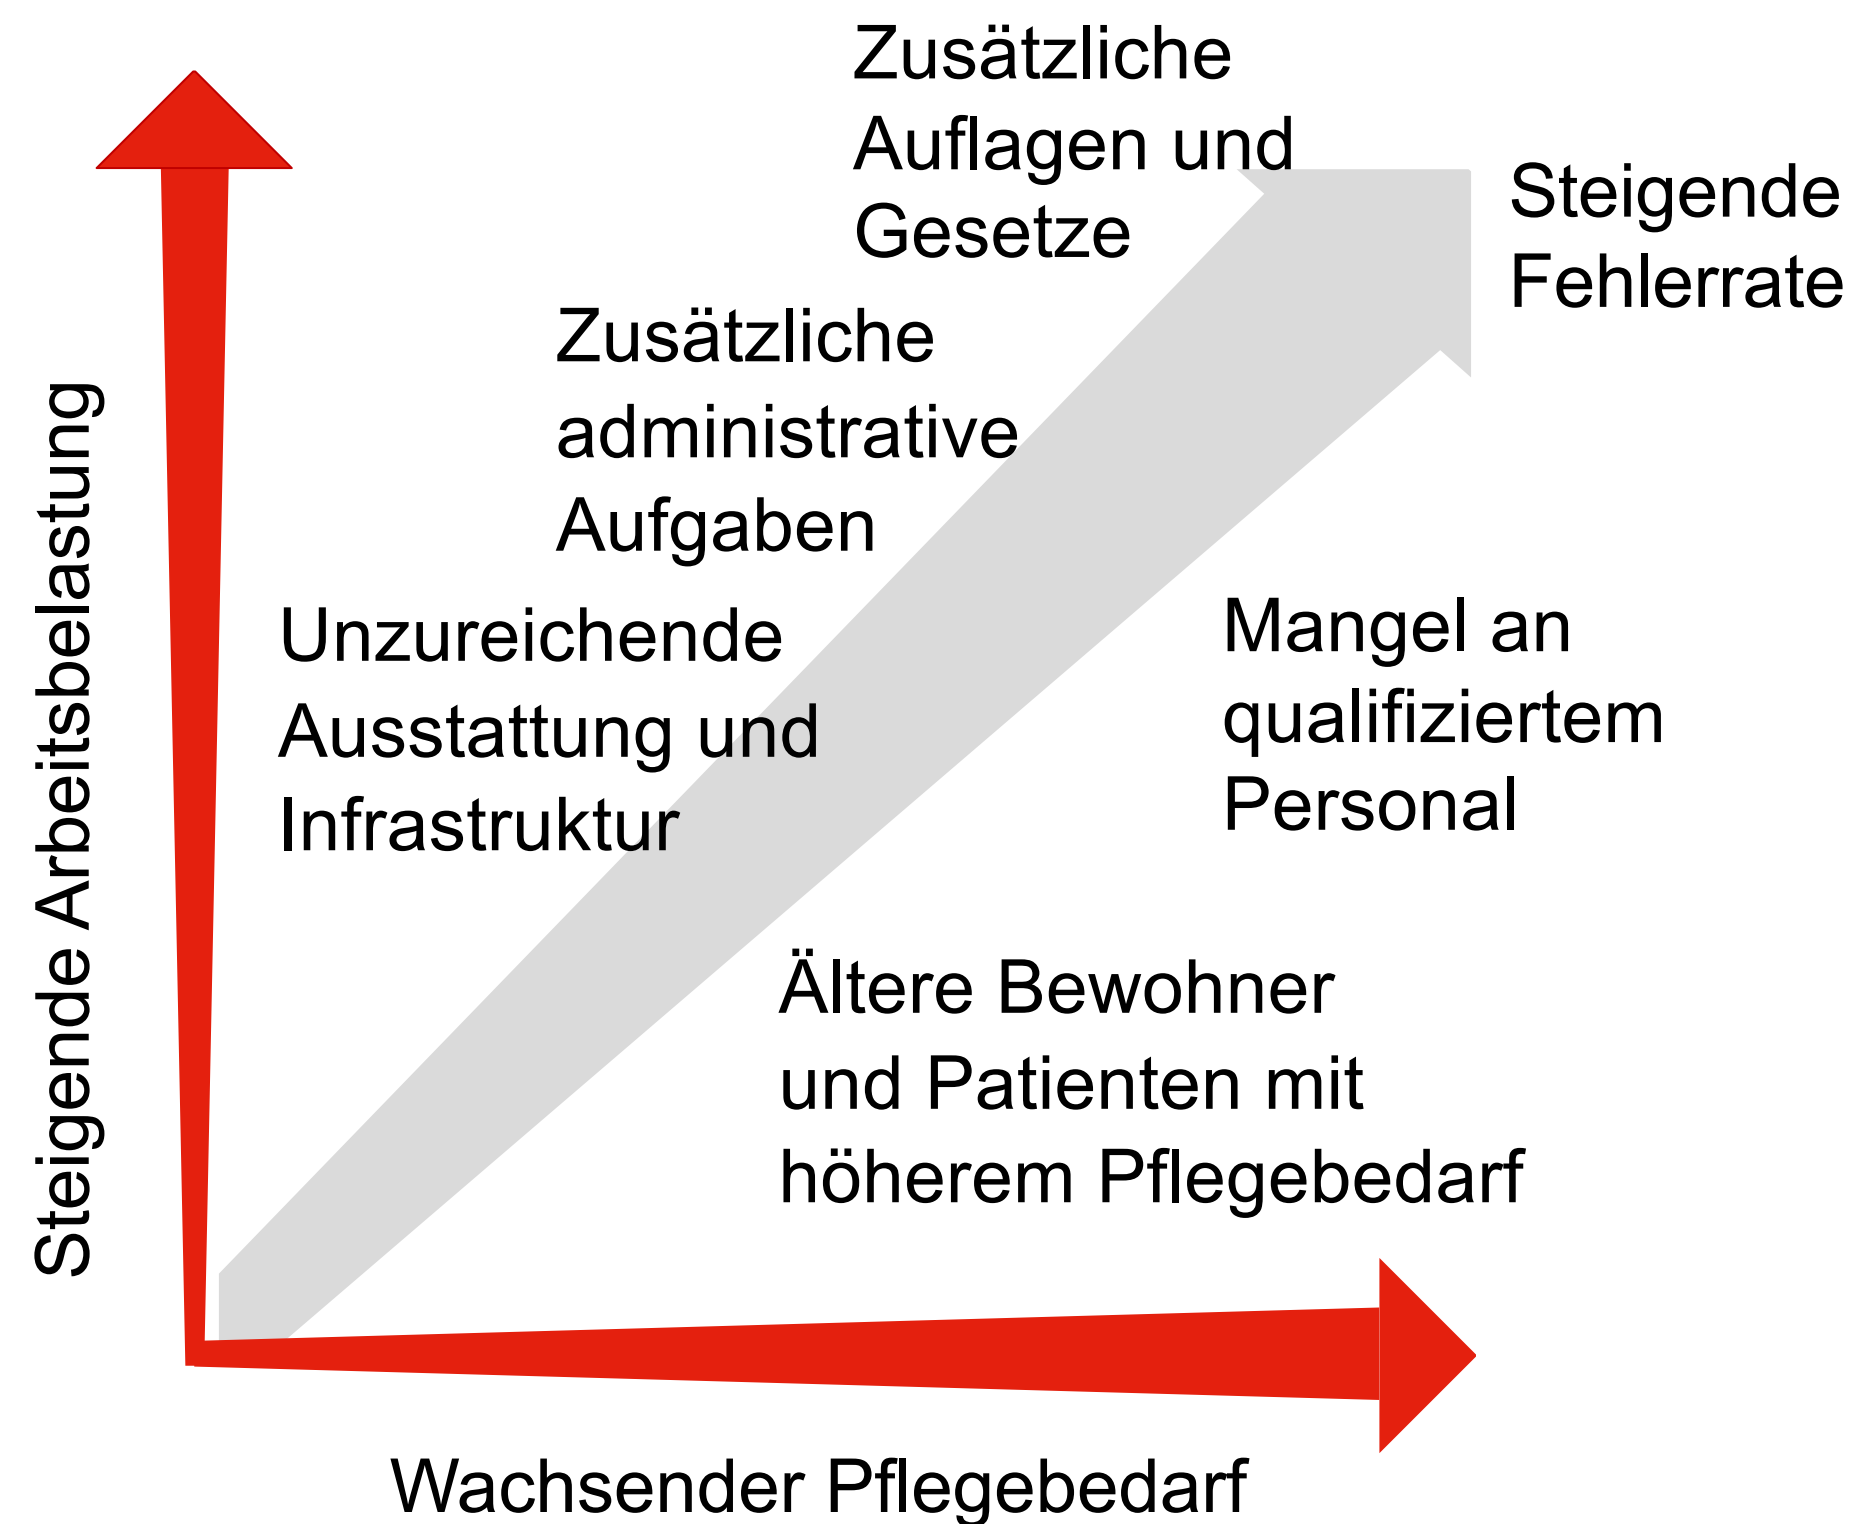 Zusätzliche
Auflagen und
Gesetze
Steigende
Fehlerrate
Zusätzliche
administrative
Aufgaben
Unzureichende
Ausstattung und
Infrastruktur
Mangel an
qualifiziertem
Personal
Ältere Bewohner
und Patienten mit
höherem Pflegebedarf
Steigende Arbeitsbelastung
Wachsender Pflegebedarf